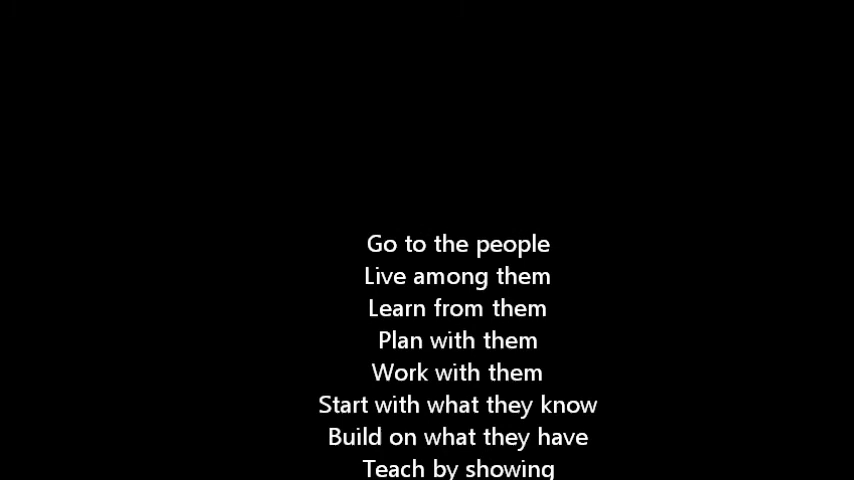 Go to the people
Live among them
Learn from them
Plan with them
Work with them
Start with what they know
Build on what they have
Teach by showing